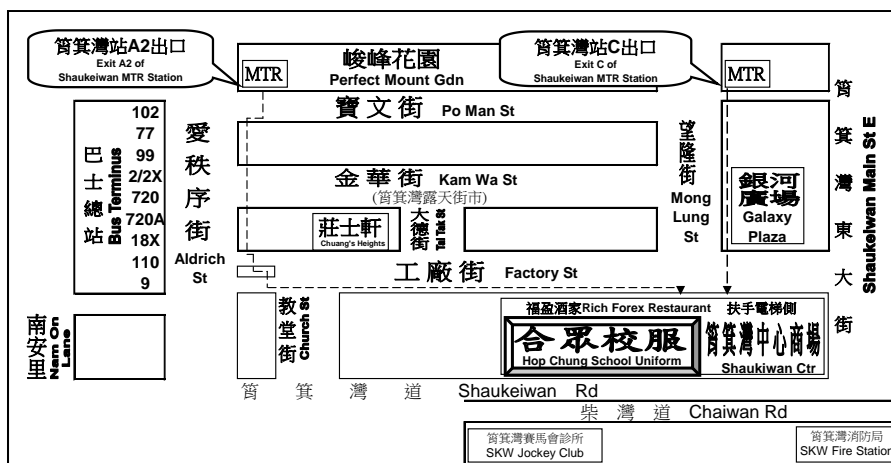 筲箕灣站A2出口
Exit A2 of
Shaukeiwan MTR Station
MTR
峻峰花園
Perfect Mount Gdn
筲箕灣站C出口
Exit C of
Shaukeiwan MTR Station
MTR
寶文街 Po Man St
巴士總站
Bus Terminus
102
77
99
2/2X
720
720A
18X
110
9
愛秩序街
Aldrich
St
金華街 Kam Wa St
(筲箕灣露天街市)
望隆街
Mong
Lung
St
銀河
廣場
Galaxy
Plaza
筲箕灣東大街
Shaukeiwan Main St E
莊士軒
Chuang's Heights
大德街
Tai Tak St
工廠街 Factory St
南安里
Nam On
Lane
教堂街
Church St
福盈酒家Rich Forex Restaurant
扶手電梯側
合眾校服
Hop Chung School Uniform
筲箕灣中心商場
Shaukiwan Ctr
筲箕灣道 Shaukeiwan Rd
柴灣道 Chaiwan Rd
筲箕灣賽馬會診所
SKW Jockey Club
筲箕灣消防局
SKW Fire Station